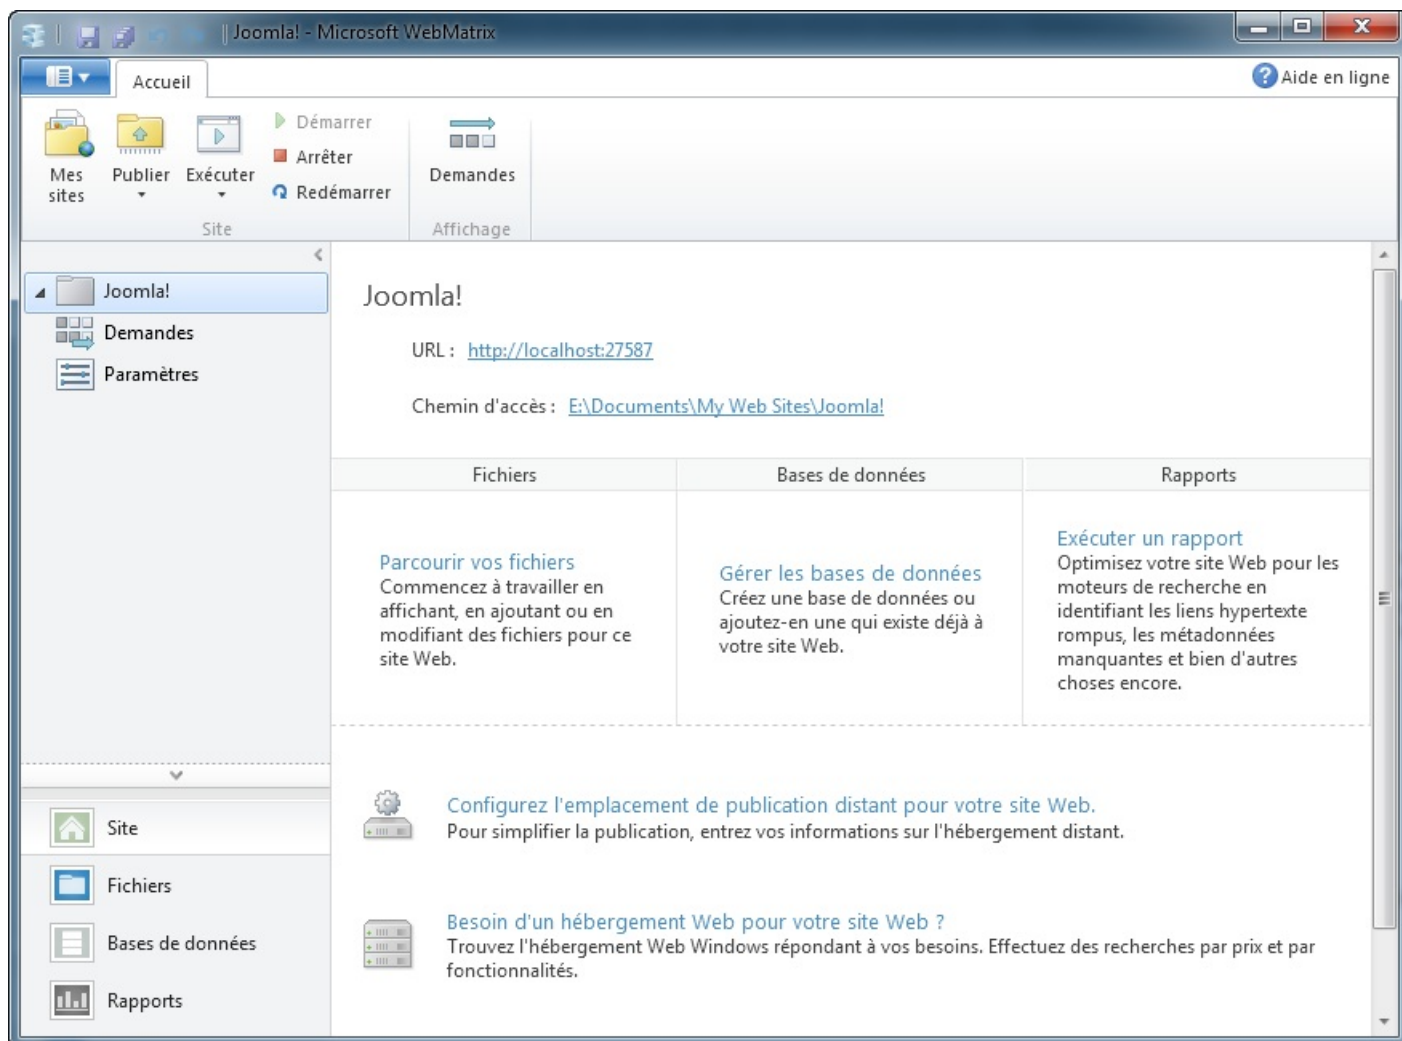 Joomla! - Microsoft WebMatrix
Accueil
Aide en ligne
Mes sites
Publier
Exécuter
Démarrer
Arrêter
Redémarrer
Site
Demandes
Affichage
Joomla!
Demandes
Paramètres
Site
Fichiers
Bases de données
Rapports
Joomla!
URL : http://localhost:27587
Chemin d'accès : E:\Documents\My Web Sites\Joomla!
Fichiers
Parcourir vos fichiers
Commencez à travailler en
affichant, en ajoutant ou en
modifiant des fichiers pour ce
site Web.
Bases de données
Gérer les bases de données
Créez une base de données ou
ajoutez-en une qui existe déjà à
votre site Web.
Rapports
Exécuter un rapport
Optimisez votre site Web pour les
moteurs de recherche en
identifiant les liens hypertexte
rompus, les métadonnées
manquantes et bien d'autres
choses encore.
Configurez l'emplacement de publication distant pour votre site Web.
Pour simplifier la publication, entrez vos informations sur l'hébergement distant.
Besoin d'un hébergement Web pour votre site Web ?
Trouvez l'hébergement Web Windows répondant à vos besoins. Effectuez des recherches par prix et par
fonctionnalités.